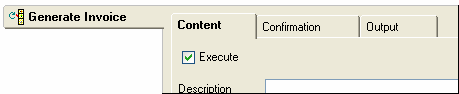 Generate Invoice
Content Confirmation Output
Execute
Description